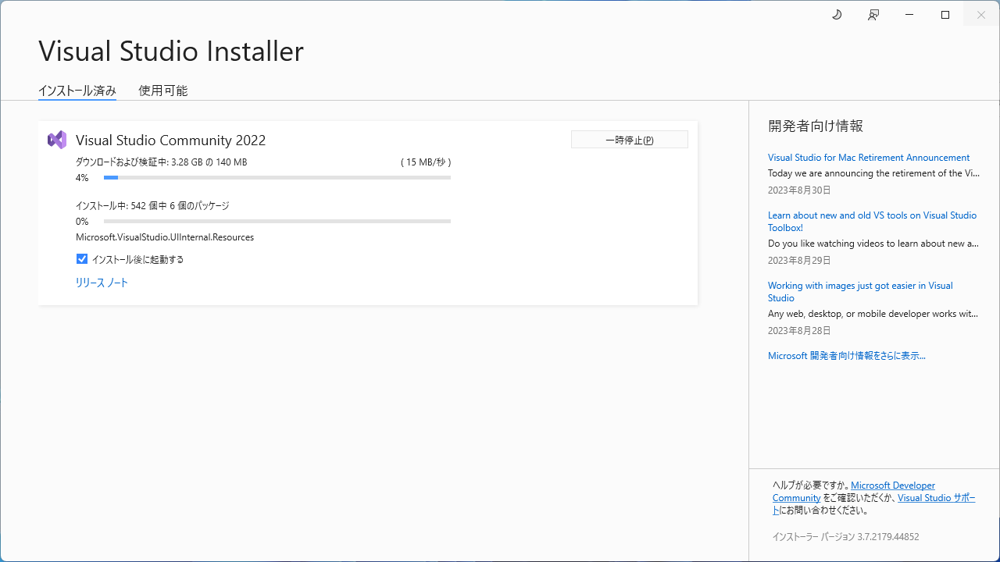 Visual Studio Installer
インストール済み
使用可能
Visual Studio Community 2022
一時停止(P)
ダウンロードおよび検証中: 3.28 GB の 140 MB
( 15 MB/秒 )
4%
インストール中: 542 個中 6 個のパッケージ
0%
Microsoft.VisualStudio.UIInternal.Resources
インストール後に起動する
リリース ノート
開発者向け情報
Visual Studio for Mac Retirement Announcement
Today we are announcing the retirement of the Vi...
2023年8月30日
Learn about new and old VS tools on Visual Studio
Toolbox!
Do you like watching videos to learn about new a...
2023年8月29日
Working with images just got easier in Visual
Studio
Any web, desktop, or mobile developer works wit...
2023年8月28日
Microsoft 開発者向け情報をさらに表示...
ヘルプが必要ですか。Microsoft Developer
Community をご確認いただくか、Visual Studio サポー
トにお問い合わせください。
インストーラー バージョン 3.7.2179.44852